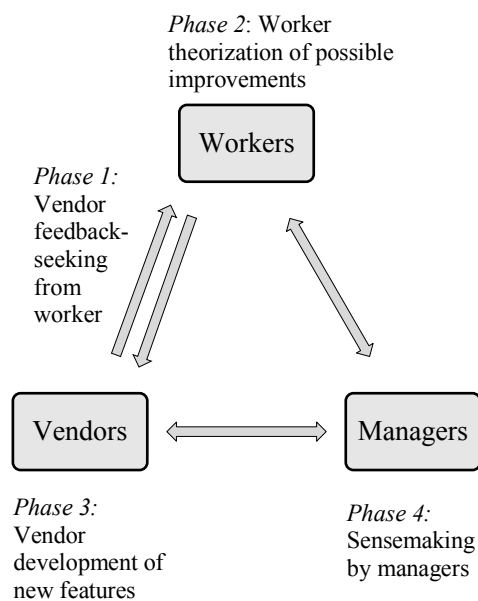 Phase 2: Worker
theorization of possible
improvements
Workers
Phase 1:
Vendor
feedback-
seeking
from
worker
Vendors
Managers
Phase 3:
Vendor
development of
new features
Phase 4:
Sensemaking
by managers